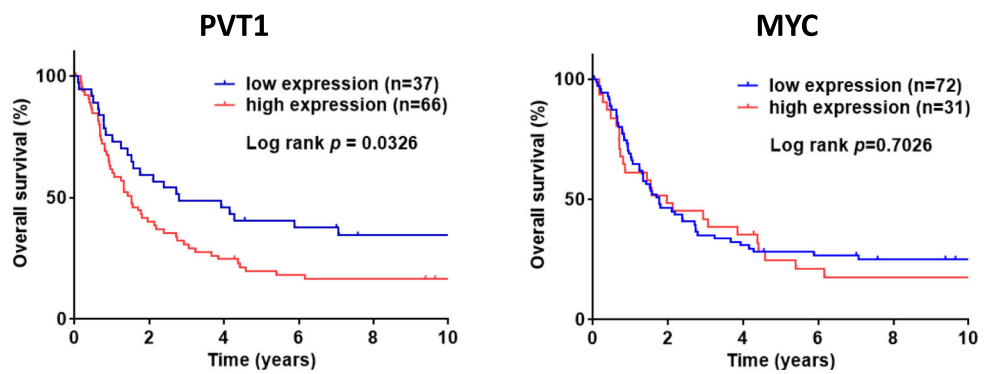 PVT1
100
50
0
Overall survival (%)
low expression (n=37)
high expression (n=66)
Log rank p = 0.0326
0 2 4 6 8 10
Time (years)
MYC
100
50
0
Overall survival (%)
low expression (n=72)
high expression (n=31)
Log rank p=0.7026
0 2 4 6 8 10
Time (years)